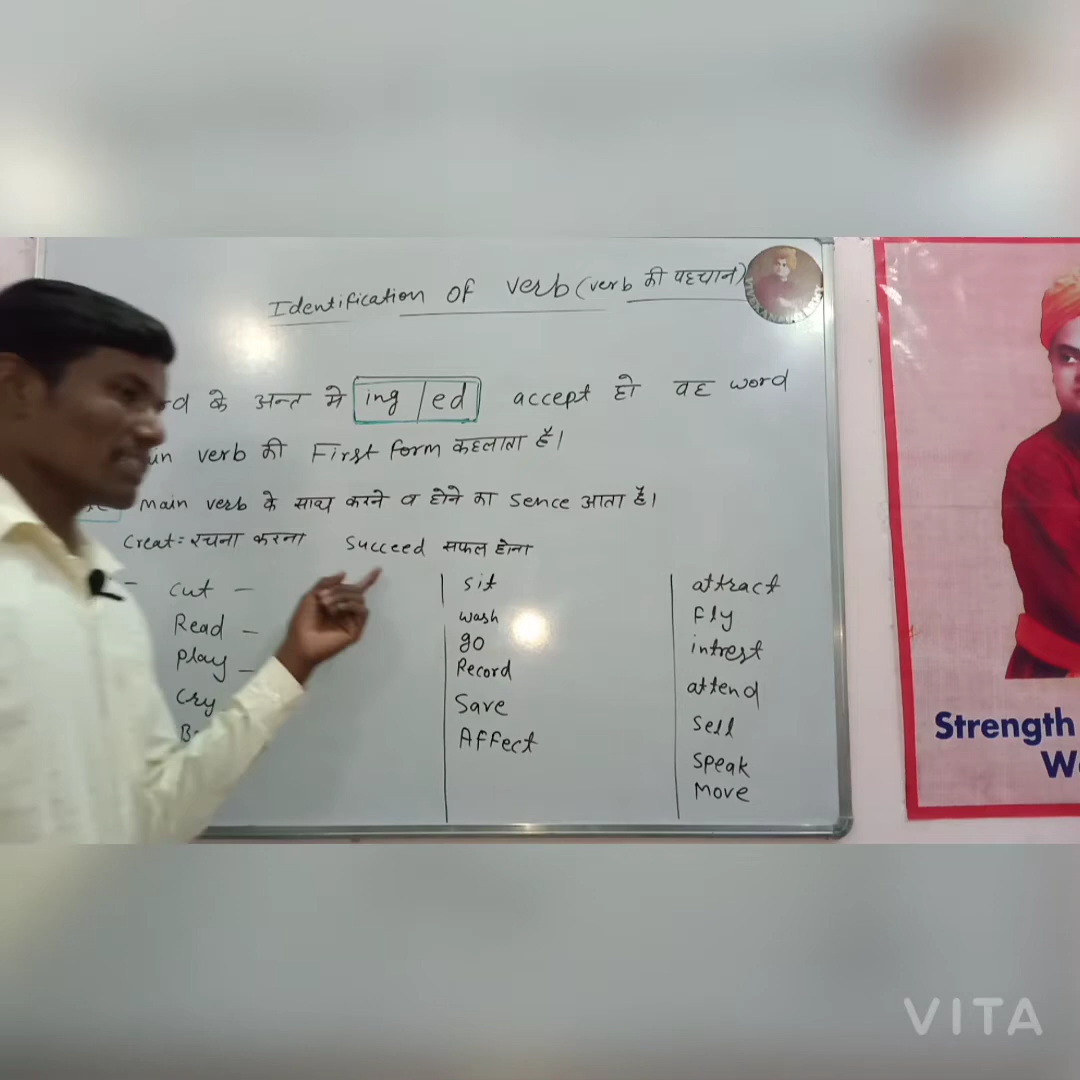 Identification OF verb (verb की पहचान)
के अन्त मे ing / ed accept हो वह word
verb की First form कहलाता है।
main verb के साथ करने व होने का Sence आता है।
Creat = रचना करना Succeed सफल होना
- Cut -
Read -
Play -
Cry
sit
wash
go
Record
Save
Affect
attract
Fly
intrest
attend
Sell
Speak
Move
Strength
VITA